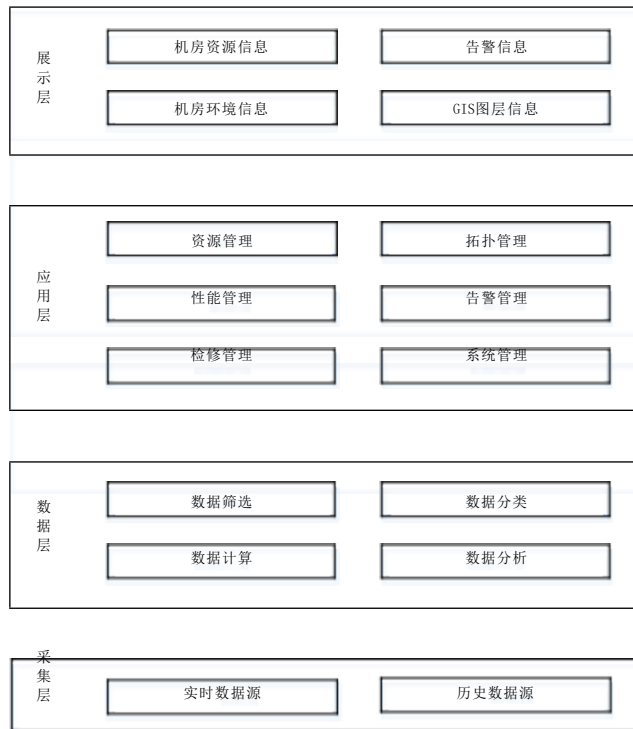 展示层
机房资源信息
告警信息
机房环境信息
GIS图层信息
应用层
资源管理
拓扑管理
性能管理
告警管理
检修管理
系统管理
数据层
数据筛选
数据分类
数据计算
数据分析
采集层
实时数据源
历史数据源